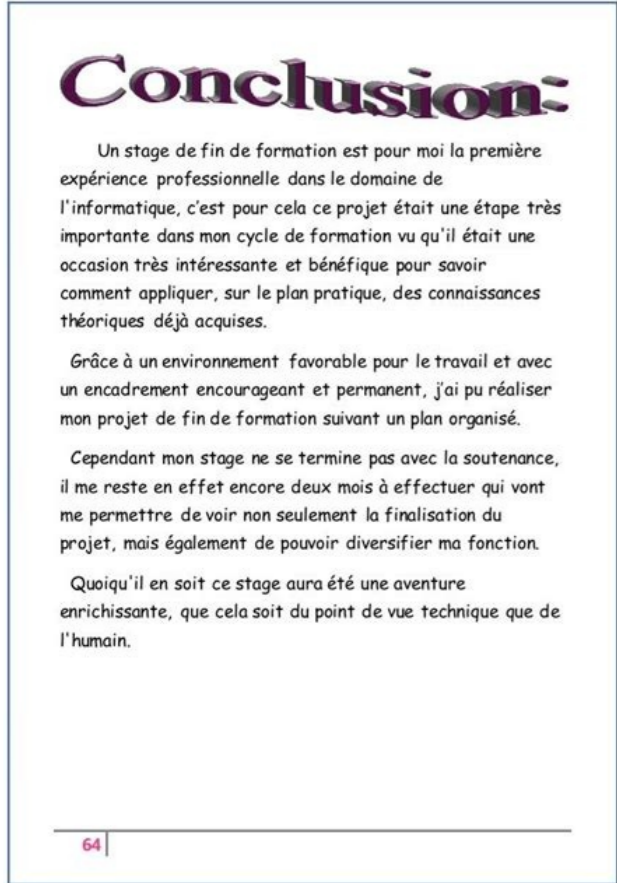 Conclusion:
Un stage de fin de formation est pour moi la première
expérience professionnelle dans le domaine de
l'informatique, c'est pour cela ce projet était une étape très
importante dans mon cycle de formation vu qu'il était une
occasion très intéressante et bénéfique pour savoir
comment appliquer, sur le plan pratique, des connaissances
théoriques déjà acquises.
Grâce à un environnement favorable pour le travail et avec
un encadrement encourageant et permanent, j'ai pu réaliser
mon projet de fin de formation suivant un plan organisé.
Cependant mon stage ne se termine pas avec la soutenance,
il me reste en effet encore deux mois à effectuer qui vont
me permettre de voir non seulement la finalisation du
projet, mais également de pouvoir diversifier ma fonction.
Quoiqu'il en soit ce stage aura été une aventure
enrichissante, que cela soit du point de vue technique que de
l'humain.
64